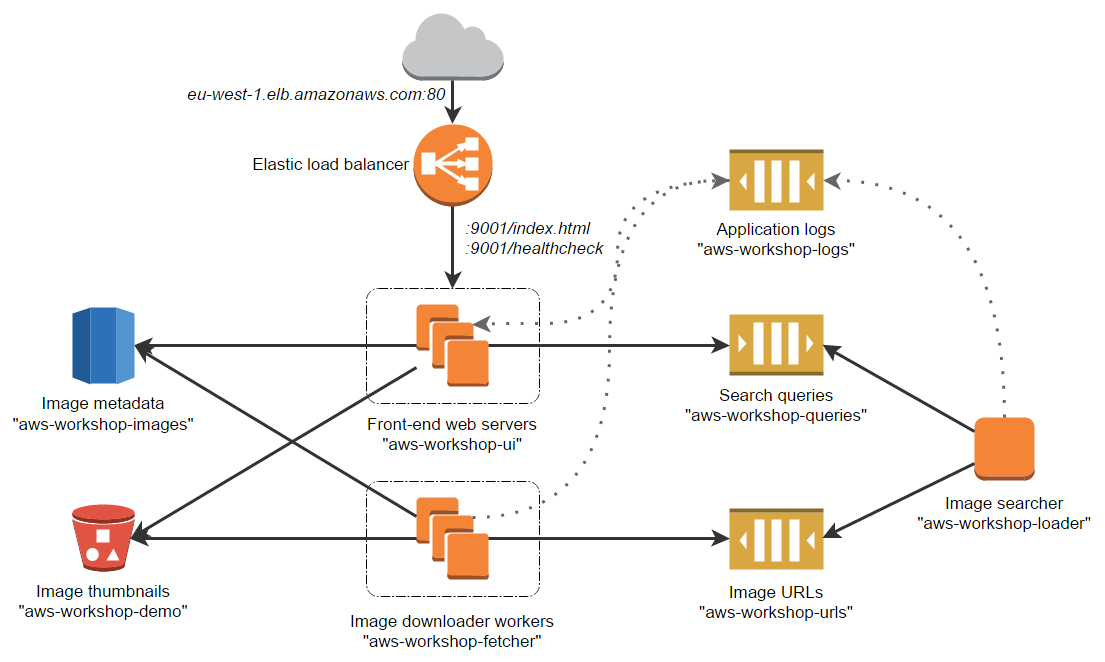 eu-west-1.elb.amazonaws.com:80
Elastic load balancer
:9001/index.html
:9001/healthcheck
Application logs
"aws-workshop-logs"
Image metadata
"aws-workshop-images"
Front-end web servers
"aws-workshop-ui"
Search queries
"aws-workshop-queries"
Image searcher
"aws-workshop-loader"
Image thumbnails
"aws-workshop-demo"
Image downloader workers
"aws-workshop-fetcher"
Image URLs
"aws-workshop-urls"